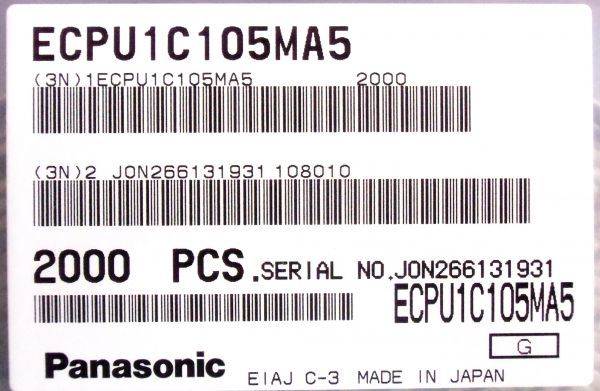 ECPU1C105MA5
(3N)1ECPU1C105MA5 2000
(3N)2 JON266131931 108010
2000 PCS.SERIAL NO.JON266131931
ECPU1C105MA5
G
Panasonic EIAJ C-3 MADE IN JAPAN